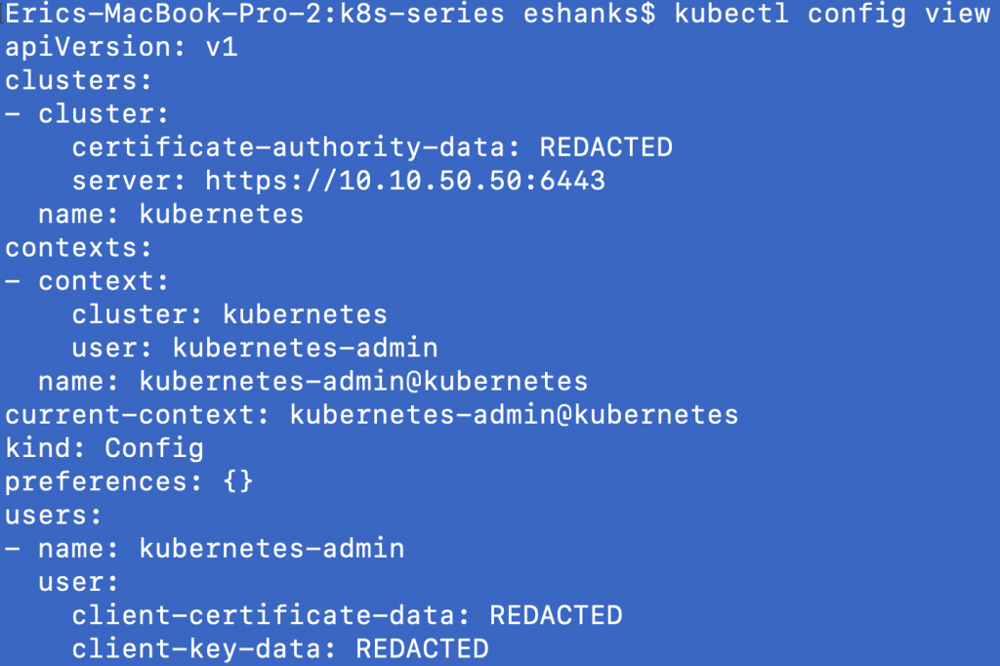 Erics-MacBook-Pro-2:k8s-series eshanks$ kubectl config view
apiVersion: v1
clusters:
- cluster:
    certificate-authority-data: REDACTED
    server: https://10.10.50.50:6443
  name: kubernetes
contexts:
- context:
    cluster: kubernetes
    user: kubernetes-admin
  name: kubernetes-admin@kubernetes
current-context: kubernetes-admin@kubernetes
kind: Config
preferences: {}
users:
- name: kubernetes-admin
  user:
    client-certificate-data: REDACTED
    client-key-data: REDACTED